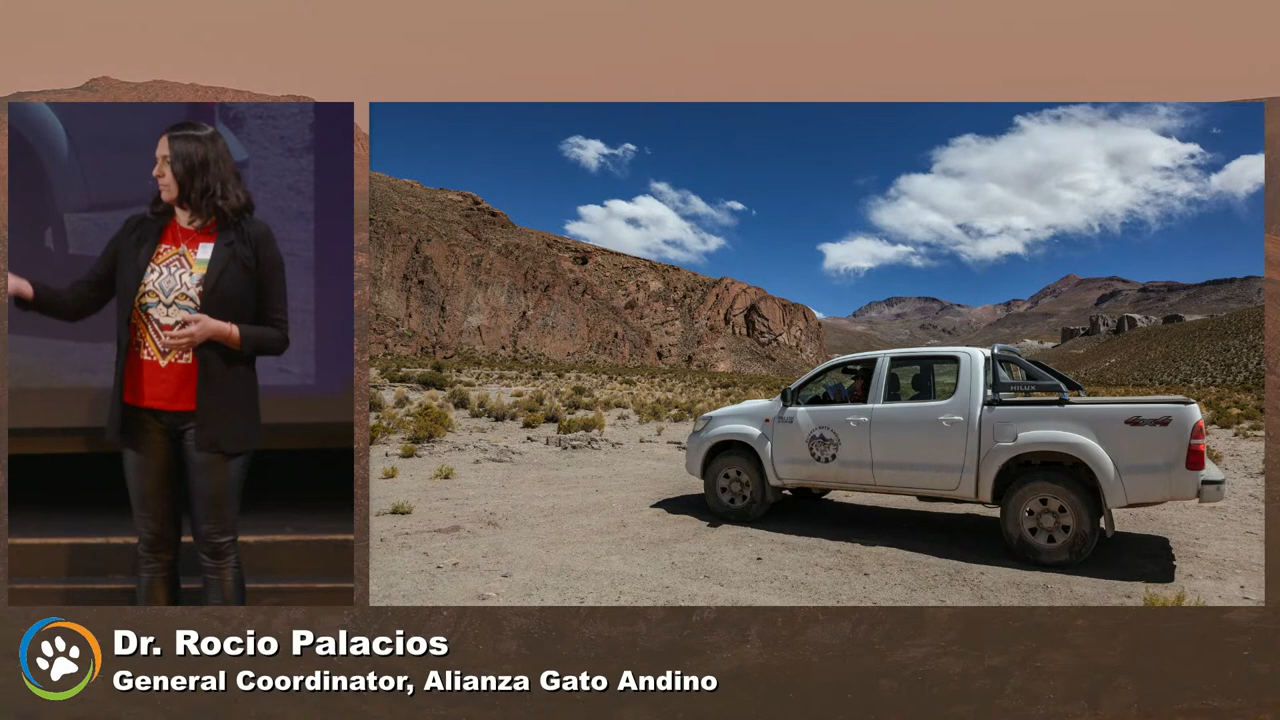 HILUX
4x4
Dr. Rocio Palacios
General Coordinator, Alianza Gato Andino